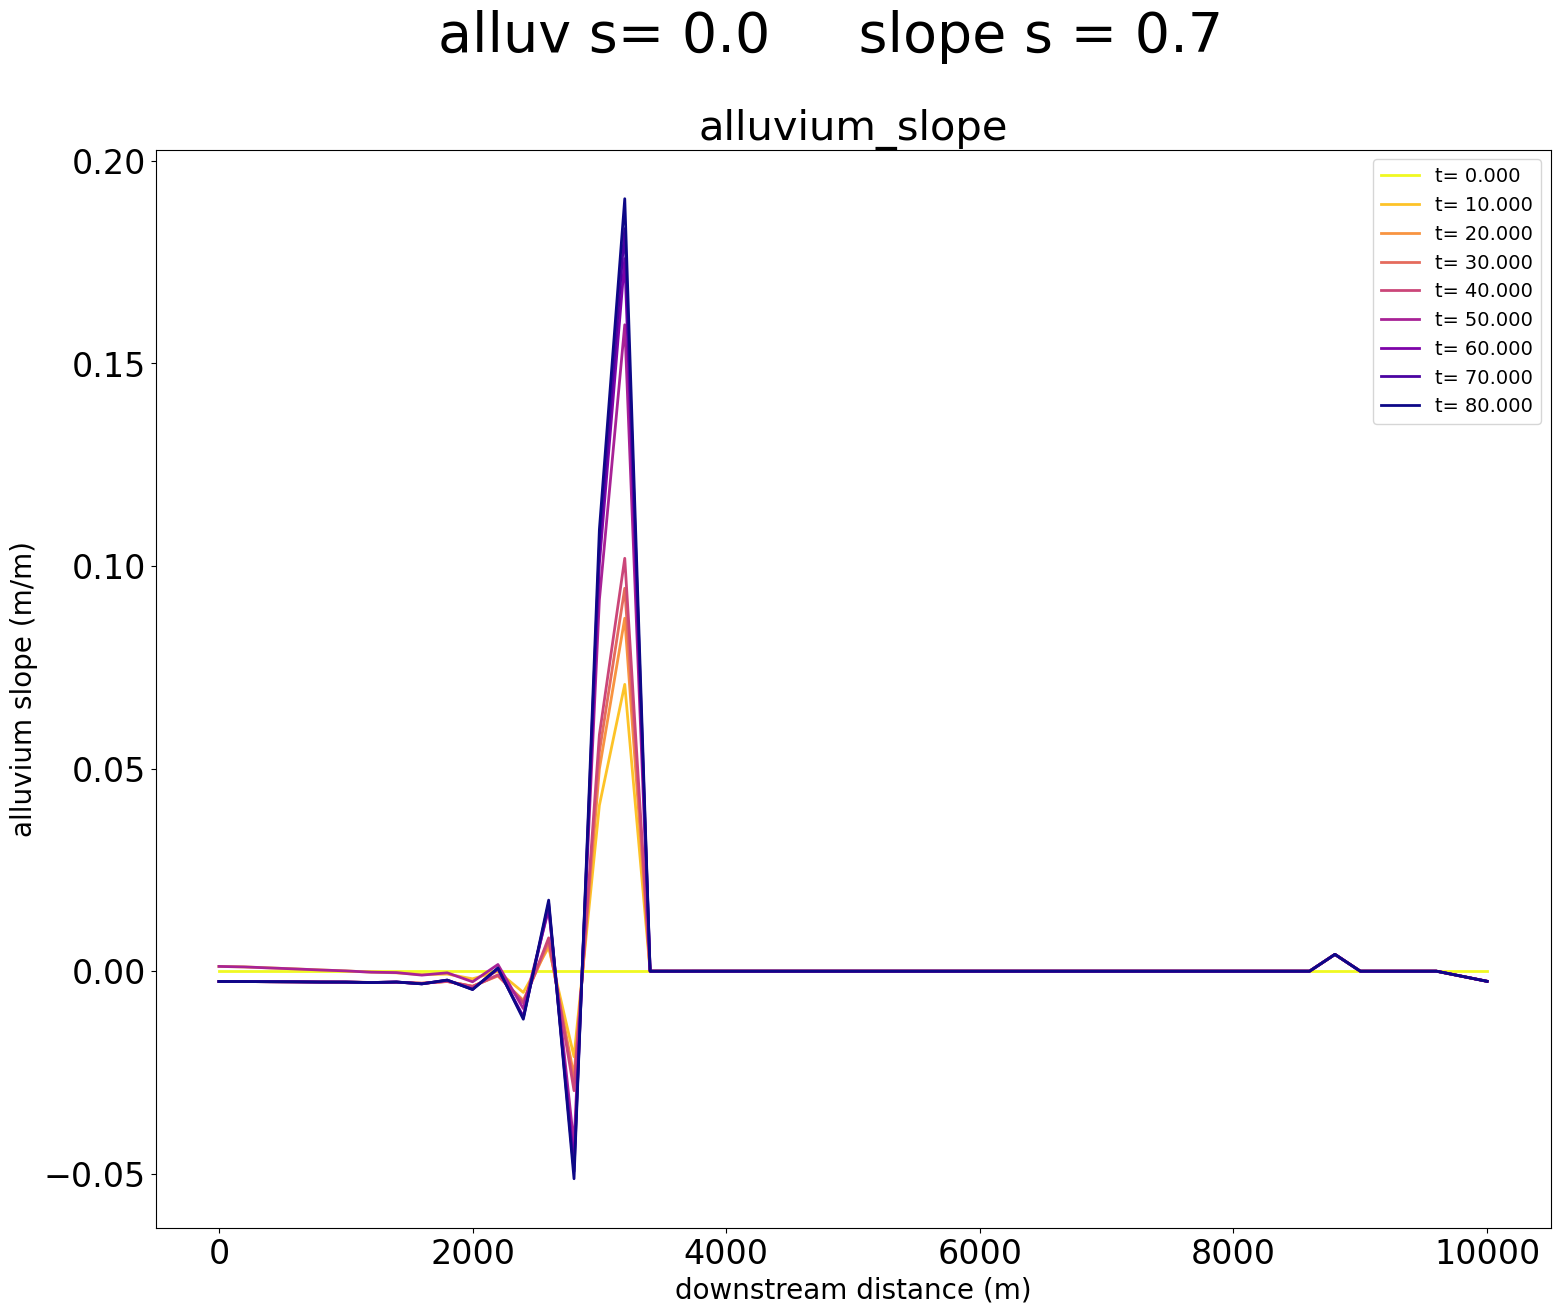 alluv s= 0.0 slope s = 0.7
alluvium_slope
0.20
0.15
0.10
0.05
0.00
−0.05
alluvium slope (m/m)
t= 0.000
t= 10.000
t= 20.000
t= 30.000
t= 40.000
t= 50.000
t= 60.000
t= 70.000
t= 80.000
0 2000 4000 6000 8000 10000
downstream distance (m)